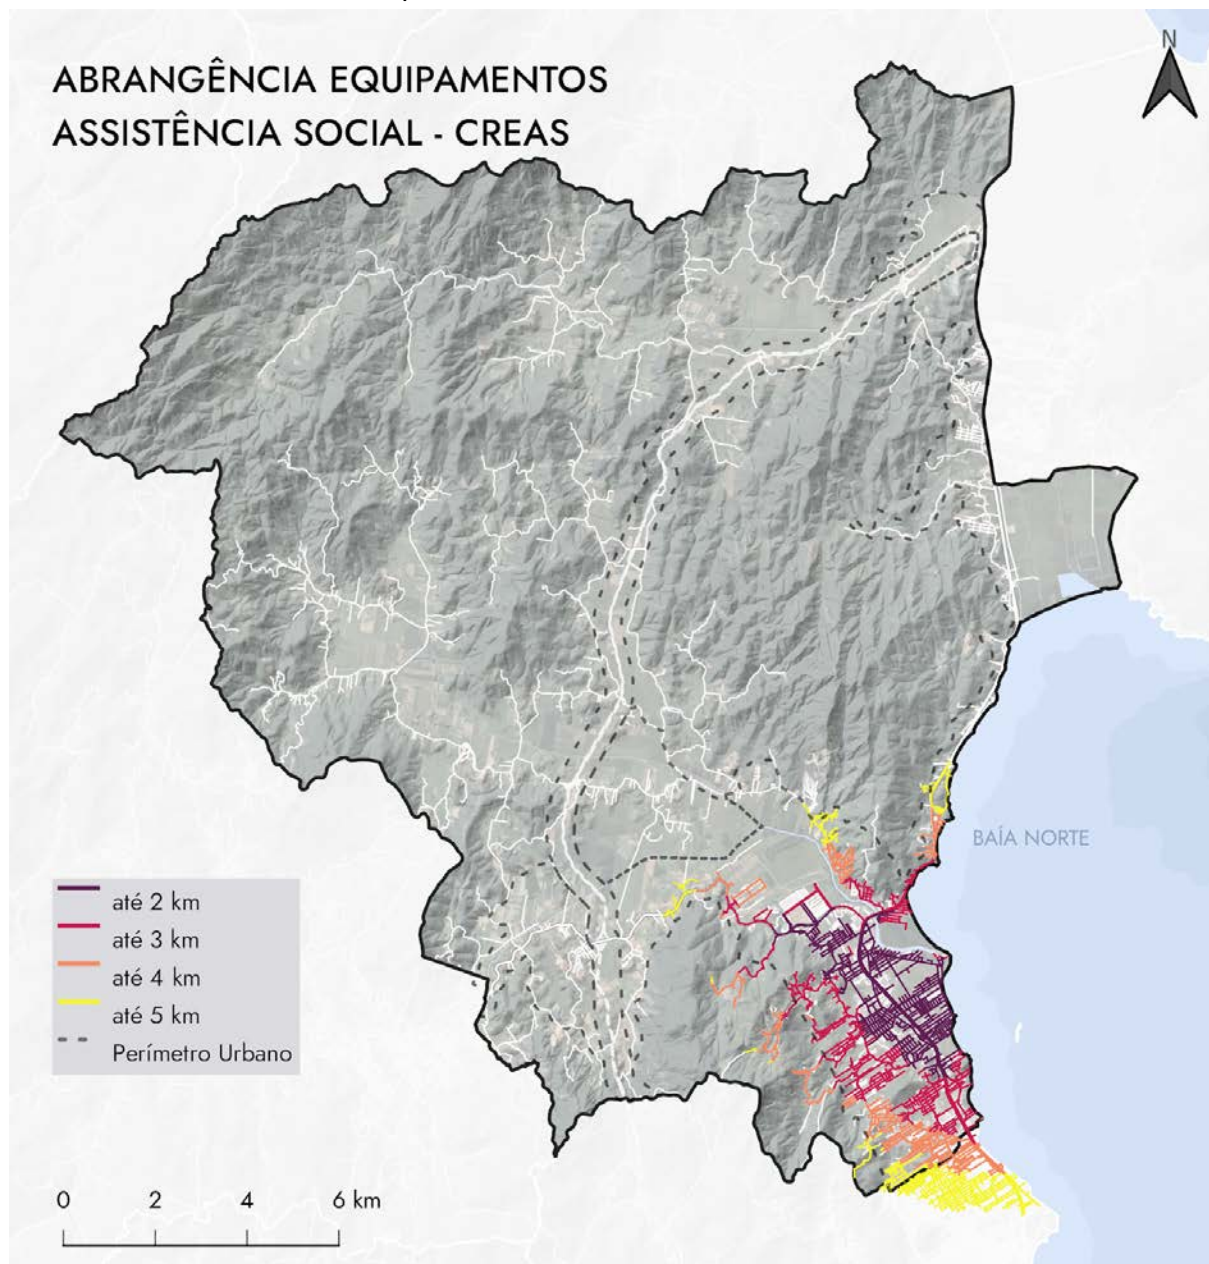 ABRANGÊNCIA EQUIPAMENTOS
ASSISTÊNCIA SOCIAL - CREAS
N
BAÍA NORTE
até 2 km
até 3 km
até 4 km
até 5 km
Perímetro Urbano
0 2 4 6 km